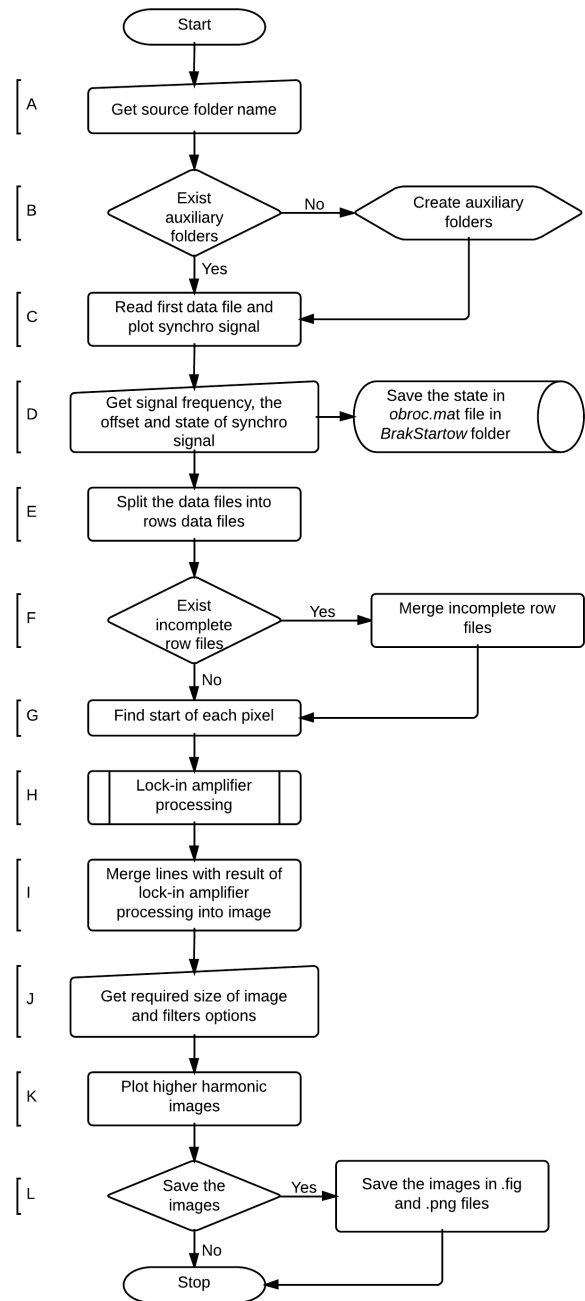 Start
A
Get source folder name
B
Exist
auxiliary
folders
No
Create auxiliary
folders
Yes
C
Read first data file and
plot synchro signal
D
Get signal frequency, the
offset and state of synchro
signal
Save the state in
obroc.mat file in
BrakStartow folder
E
Split the data files into
rows data files
F
Exist
incomplete
row files
Yes
Merge incomplete row
files
No
G
Find start of each pixel
H
Lock-in amplifier
processing
I
Merge lines with result of
lock-in amplifier
processing into image
J
Get required size of image
and filters options
K
Plot higher harmonic
images
L
Save the
images
Yes
Save the images in .fig
and .png files
No
Stop